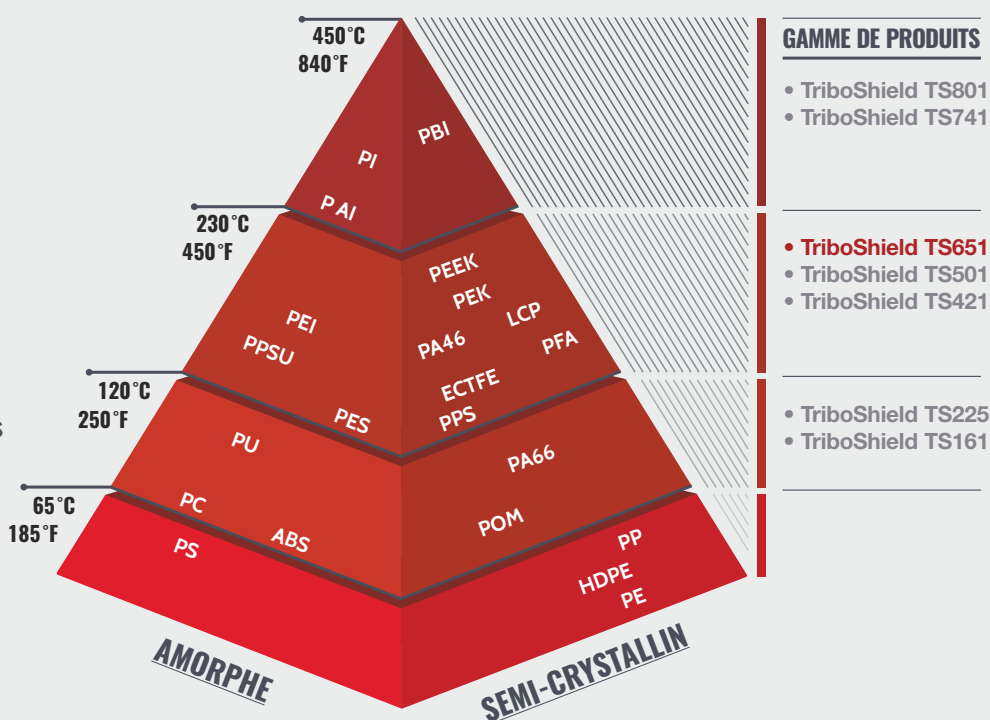 450°C
840°F
GAMME DE PRODUITS
• TriboShield TS801
• TriboShield TS741
PBI
PI
P AI
230°C
450°F
• TriboShield TS651
• TriboShield TS501
• TriboShield TS421
PEEK
PEK
LCP
PEI
PA46
PFA
PPSU
ECTFE
PPS
PES
120°C
250°F
• TriboShield TS225
• TriboShield TS161
S
PU
PA66
PC
POM
ABS
65°C
185°F
PS
PP
HDPE
PE
AMORPHE
SEMI-CRYSTALLIN